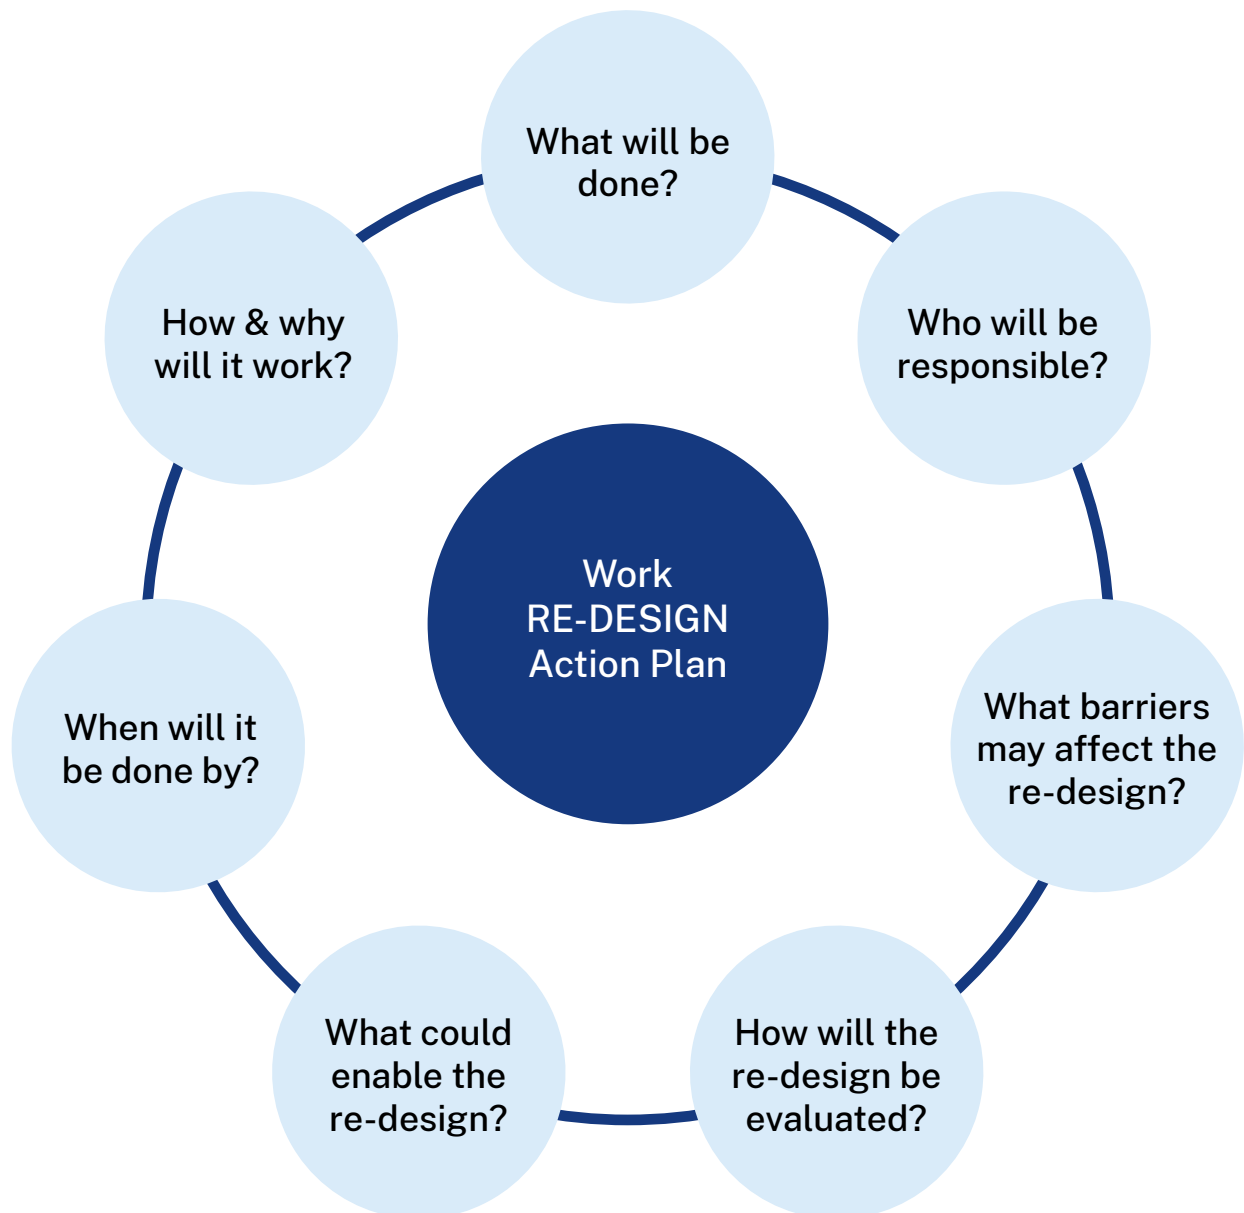 What will be
done?
How & why
will it work?
Who will be
responsible?
Work
RE-DESIGN
Action Plan
When will it
be done by?
What barriers
may affect the
re-design?
What could
enable the
re-design?
How will the
re-design be
evaluated?